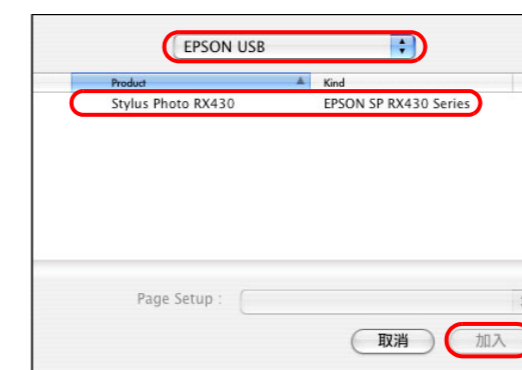 EPSON USB
Product Kind
Stylus Photo RX430 EPSON SP RX430 Series
Page Setup :
取消 加入